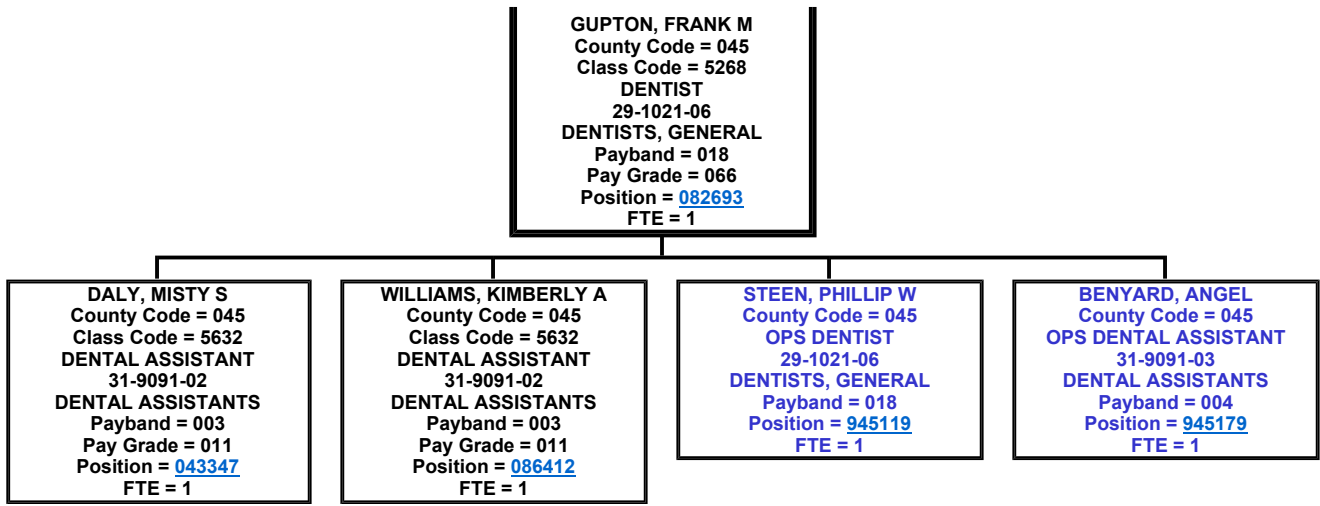 GUPTON, FRANK M
County Code = 045
Class Code = 5268
DENTIST
29-1021-06
DENTISTS, GENERAL
Payband = 018
Pay Grade = 066
Position = 082693
FTE = 1
DALY, MISTY S
County Code = 045
Class Code = 5632
DENTAL ASSISTANT
31-9091-02
DENTAL ASSISTANTS
Payband = 003
Pay Grade = 011
Position = 043347
FTE = 1
WILLIAMS, KIMBERLY A
County Code = 045
Class Code = 5632
DENTAL ASSISTANT
31-9091-02
DENTAL ASSISTANTS
Payband = 003
Pay Grade = 011
Position = 086412
FTE = 1
STEEN, PHILLIP W
County Code = 045
OPS DENTIST
29-1021-06
DENTISTS, GENERAL
Payband = 018
Position = 945119
FTE = 1
BENYARD, ANGEL
County Code = 045
OPS DENTAL ASSISTANT
31-9091-03
DENTAL ASSISTANTS
Payband = 004
Position = 945179
FTE = 1